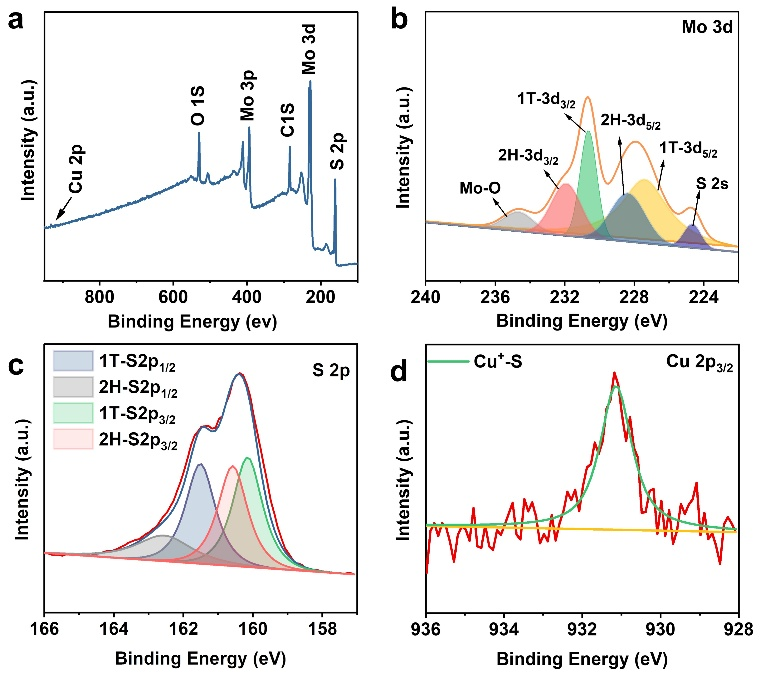 a
Intensity (a.u.)
Cu 2p
O 1S
Mo 3p
C1S
Mo 3d
S 2p
800 600 400 200
Binding Energy (ev)
b
Mo 3d
Intensity (a.u.)
1T-3d3/2
2H-3d5/2
2H-3d3/2
1T-3d5/2
Mo-O
S 2s
240 236 232 228 224
Binding Energy (eV)
c
S 2p
1T-S2p1/2
2H-S2p1/2
1T-S2p3/2
2H-S2p3/2
Intensity (a.u.)
166 164 162 160 158
Binding Energy (eV)
d
Cu⁺-S
Cu 2p3/2
Intensity (a.u.)
936 934 932 930 928
Binding Energy (eV)